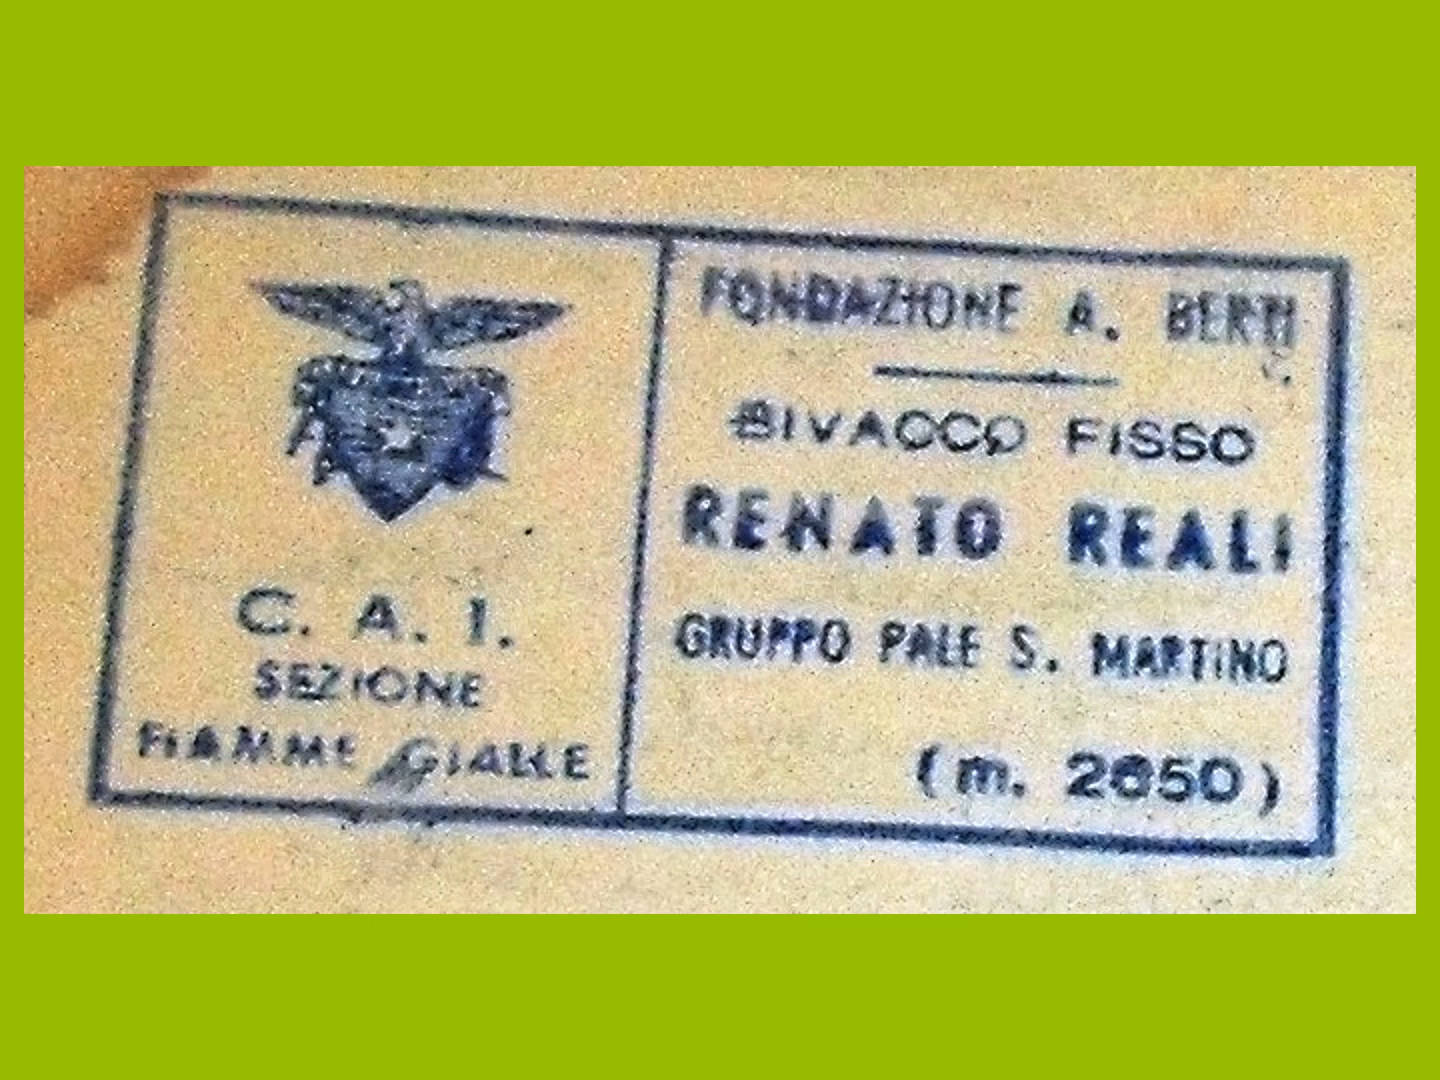 C. A. I.
SEZIONE
FIAMME GIALLE
FONDAZIONE A. BERTI
BIVACCO FISSO
RENATO REALI
GRUPPO PALE S. MARTINO
(m. 2650)